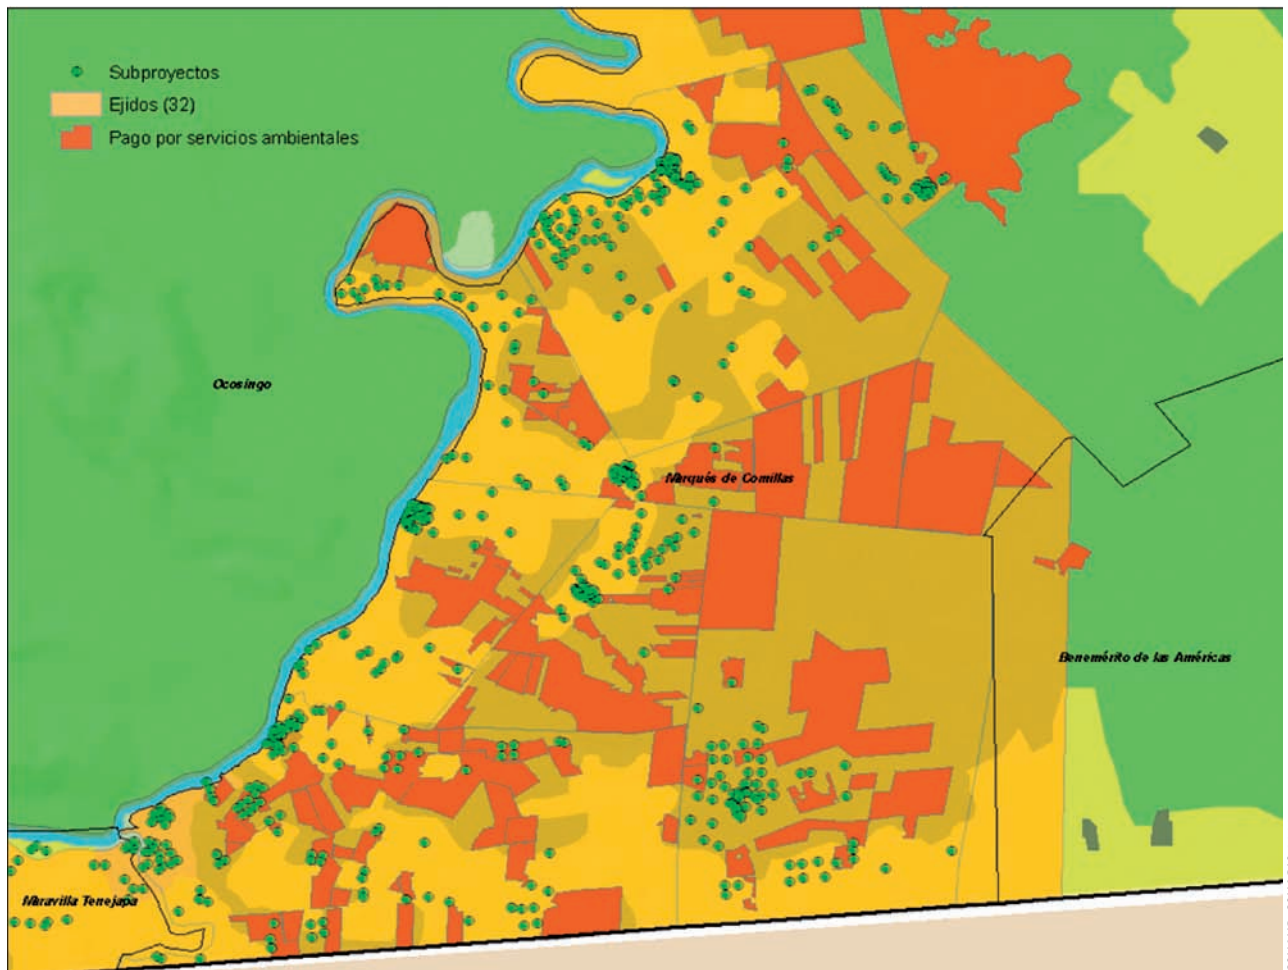 Subproyectos
Ejidos (32)
Pago por servicios ambientales
Ocosingo
Marqués de Comillas
Benemérito de las Américas
Maravilla Tenejapa